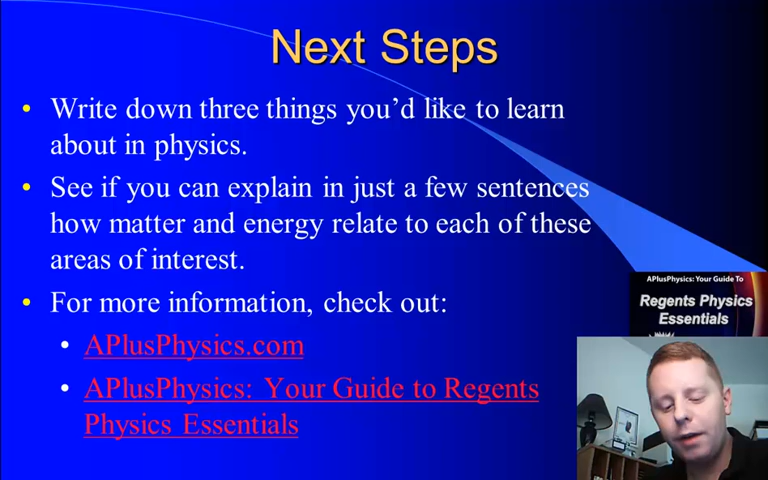 Next Steps
• Write down three things you’d like to learn
about in physics.
• See if you can explain in just a few sentences
how matter and energy relate to each of these
areas of interest.
• For more information, check out:
• APlusPhysics.com
• APlusPhysics: Your Guide to Regents
Physics Essentials
APlusPhysics: Your Guide To
Regents Physics
Essentials